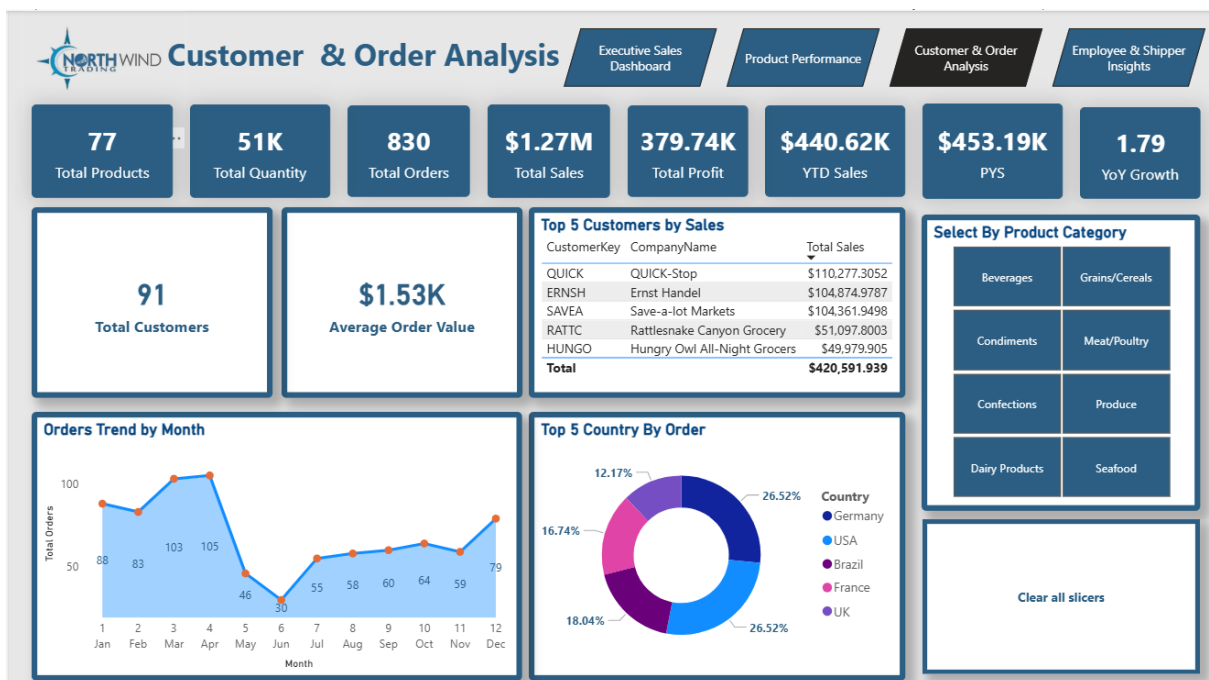 NORTHWIND
TRADING
Customer & Order Analysis
Executive Sales
Dashboard
Product Performance
Customer & Order
Analysis
Employee & Shipper
Insights
77
Total Products
51K
Total Quantity
830
Total Orders
$1.27M
Total Sales
379.74K
Total Profit
$440.62K
YTD Sales
$453.19K
PYS
1.79
YoY Growth
91
Total Customers
$1.53K
Average Order Value
Top 5 Customers by Sales
CustomerKey CompanyName Total Sales
QUICK QUICK-Stop $110,277.3052
ERNSH Ernst Handel $104,874.9787
SAVEA Save-a-lot Markets $104,361.9498
RATTC Rattlesnake Canyon Grocery $51,097.8003
HUNGO Hungry Owl All-Night Grocers $49,979.905
Total $420,591.939
Select By Product Category
Beverages Grains/Cereals
Condiments Meat/Poultry
Confections Produce
Dairy Products Seafood
Clear all slicers
Orders Trend by Month
Total Orders
100
50
88 83 103 105 46 30 55 58 60 64 59 79
1 2 3 4 5 6 7 8 9 10 11 12
Jan Feb Mar Apr May Jun Jul Aug Sep Oct Nov Dec
Month
Top 5 Country By Order
12.17%
26.52%
16.74%
18.04%
26.52%
Country
Germany
USA
Brazil
France
UK